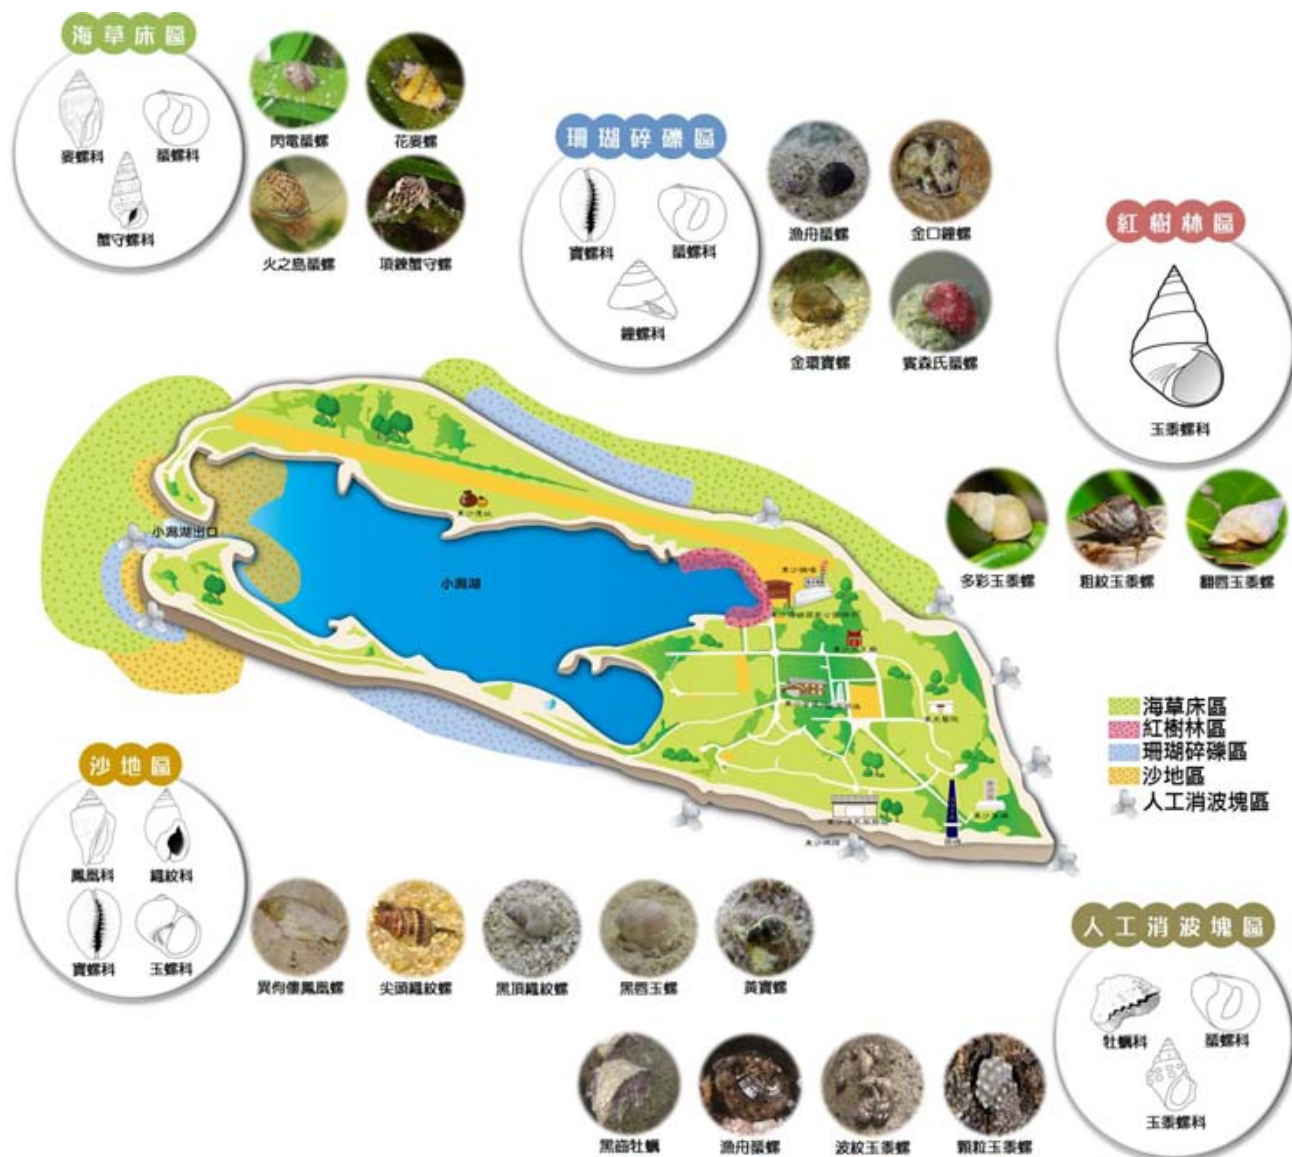 海草床區
麥螺科
蜑螺科
蟹守螺科
閃電蜑螺
花麥螺
火之島蜑螺
項鍊蟹守螺
珊瑚碎礫區
寶螺科
蜑螺科
鐘螺科
漁舟蜑螺
金口鐘螺
金環寶螺
賓森氏蜑螺
紅樹林區
玉黍螺科
多彩玉黍螺
粗紋玉黍螺
翻唇玉黍螺
小潟湖出口
小潟湖
海草床區
紅樹林區
珊瑚碎礫區
沙地區
人工消波塊區
沙地區
鳳凰科
織紋科
寶螺科
玉螺科
異佝僂鳳凰螺
尖頭織紋螺
黑頂織紋螺
黑唇玉螺
黃寶螺
人工消波塊區
牡蠣科
蜑螺科
玉黍螺科
黑齒牡蠣
漁舟蜑螺
波紋玉黍螺
顆粒玉黍螺